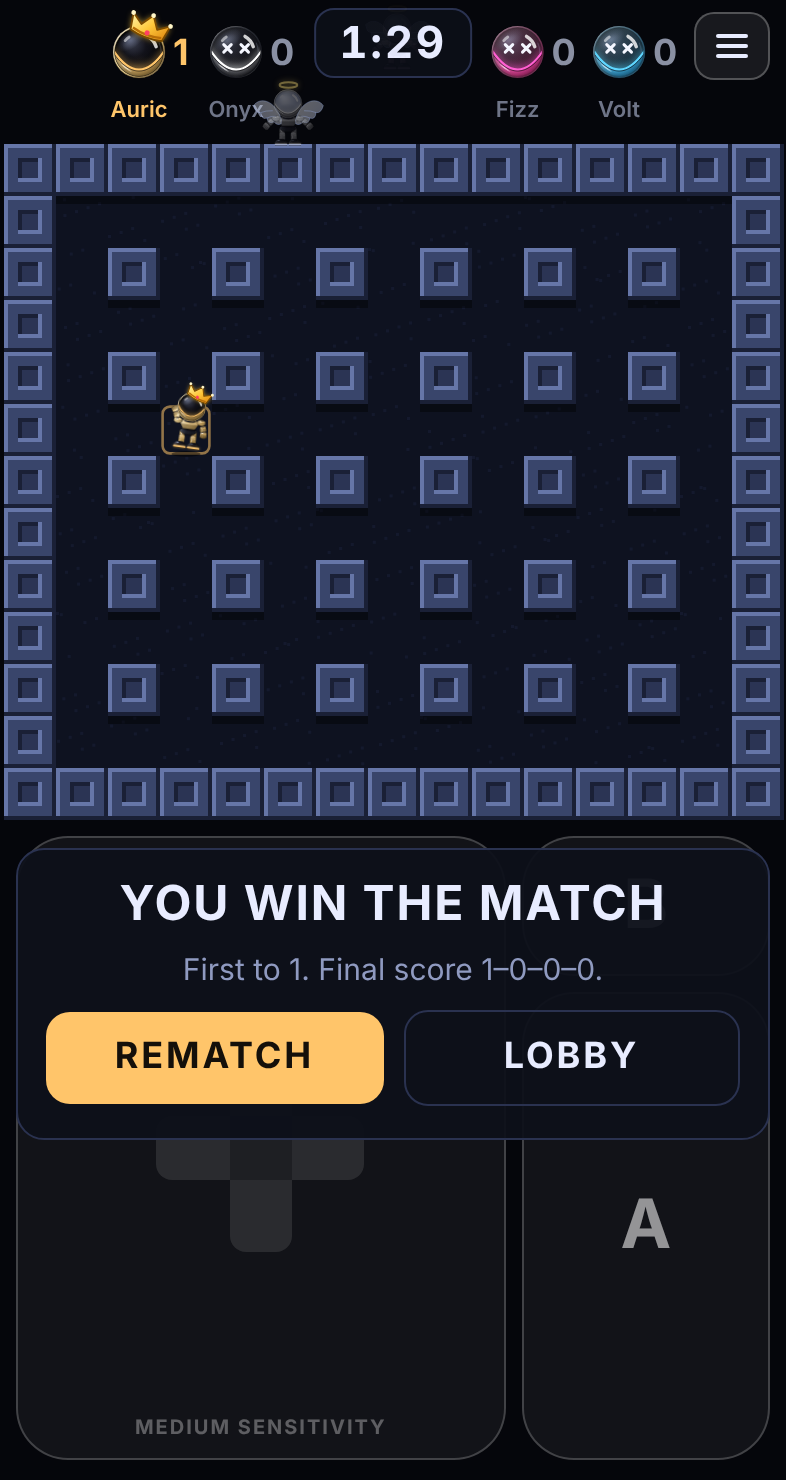 1 0 1:29 0 0
Auric Onyx Fizz Volt
YOU WIN THE MATCH
First to 1. Final score 1–0–0–0.
REMATCH LOBBY
A
MEDIUM SENSITIVITY